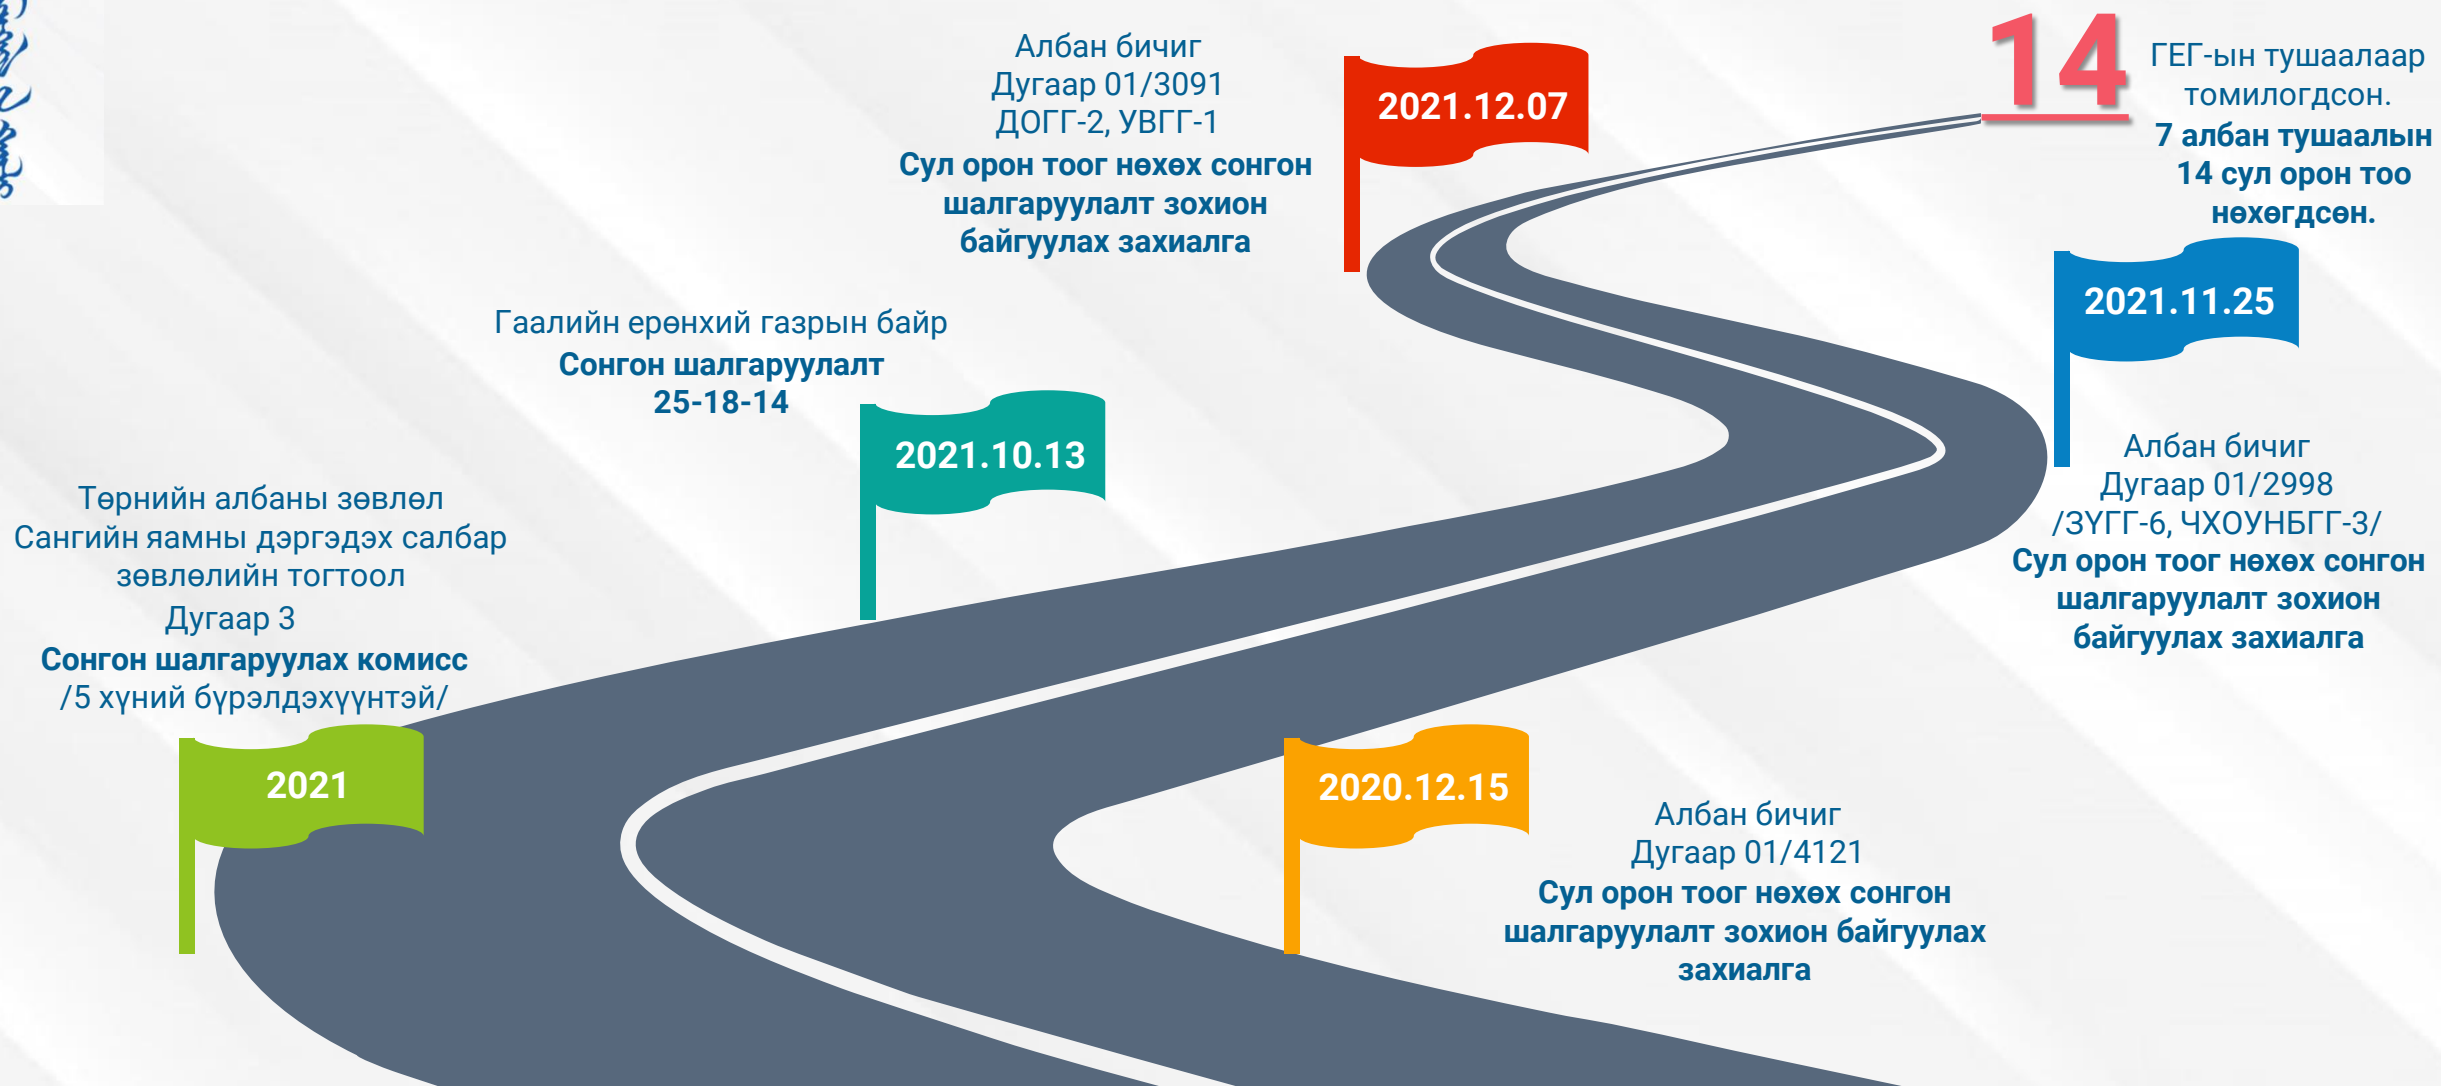 Албан бичиг
Дугаар 01/3091
ДОГГ-2, УВГГ-1
Сул орон тоог нөхөх сонгон
шалгаруулалт зохион
байгуулах захиалга
2021.12.07
14
ГЕГ-ын тушаалаар
томилогдсон.
7 албан тушаалын
14 сул орон тоо
нөхөгдсөн.
2021.11.25
Албан бичиг
Дугаар 01/2998
/ЗҮГГ-6, ЧХОУНБГГ-3/
Сул орон тоог нөхөх сонгон
шалгаруулалт зохион
байгуулах захиалга
Гаалийн ерөнхий газрын байр
Сонгон шалгаруулалт
25-18-14
2021.10.13
Төрнийн албаны зөвлөл
Сангийн яамны дэргэдэх салбар
зөвлөлийн тогтоол
Дугаар 3
Сонгон шалгаруулах комисс
/5 хүний бүрэлдэхүүнтэй/
2021
2020.12.15
Албан бичиг
Дугаар 01/4121
Сул орон тоог нөхөх сонгон
шалгаруулалт зохион байгуулах
захиалга